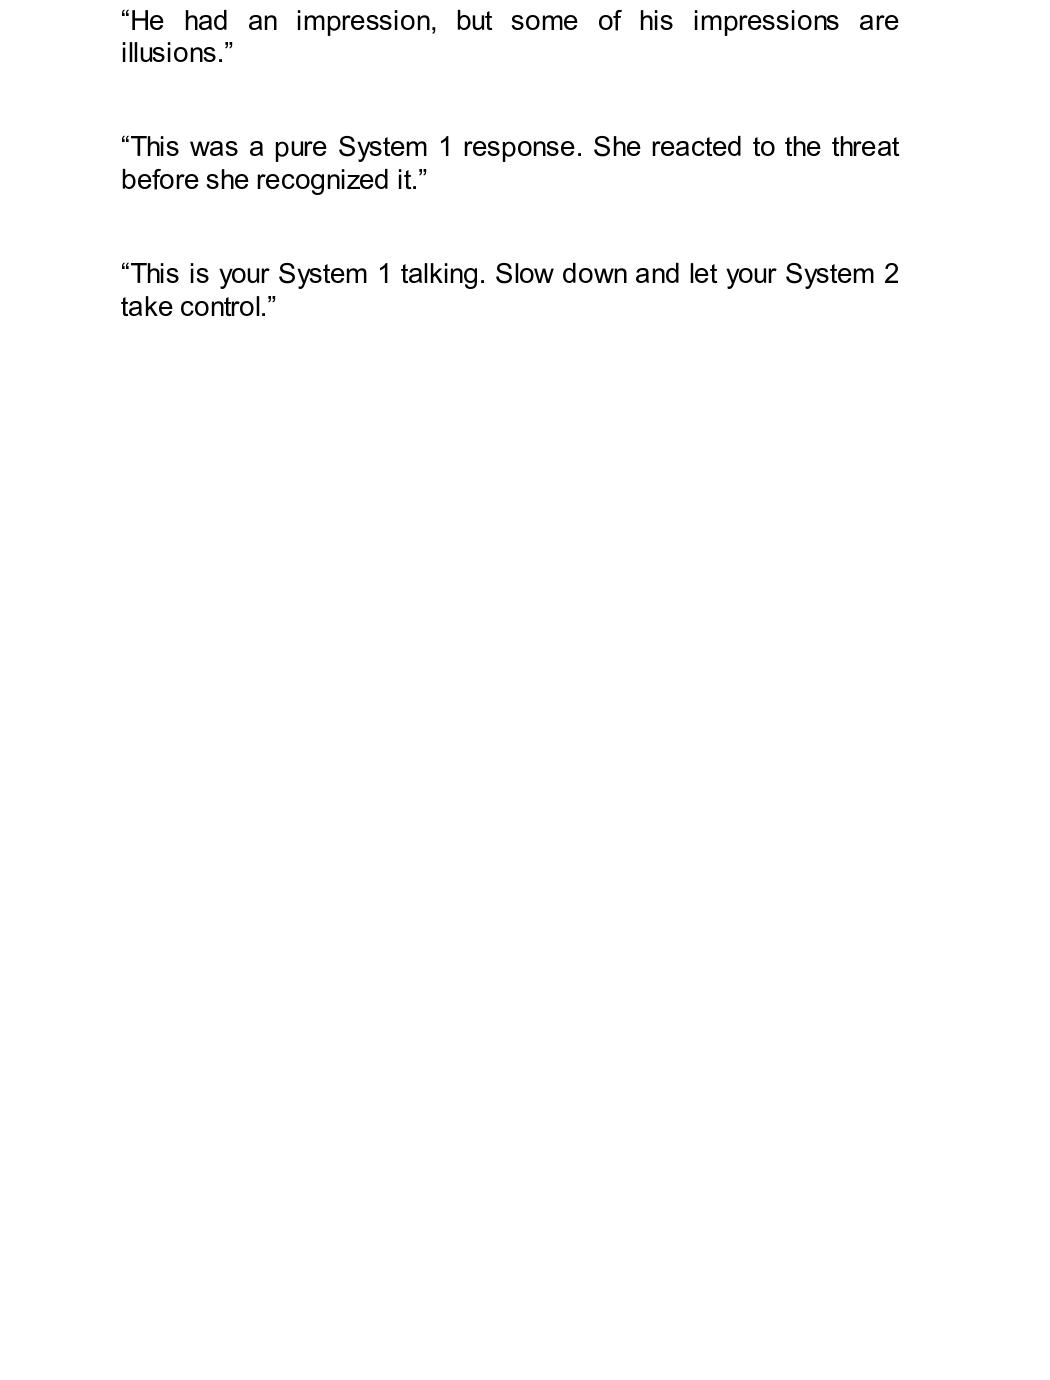 “He had an impression, but some of his impressions are
illusions.”
“This was a pure System 1 response. She reacted to the threat
before she recognized it.”
“This is your System 1 talking. Slow down and let your System 2
take control.”